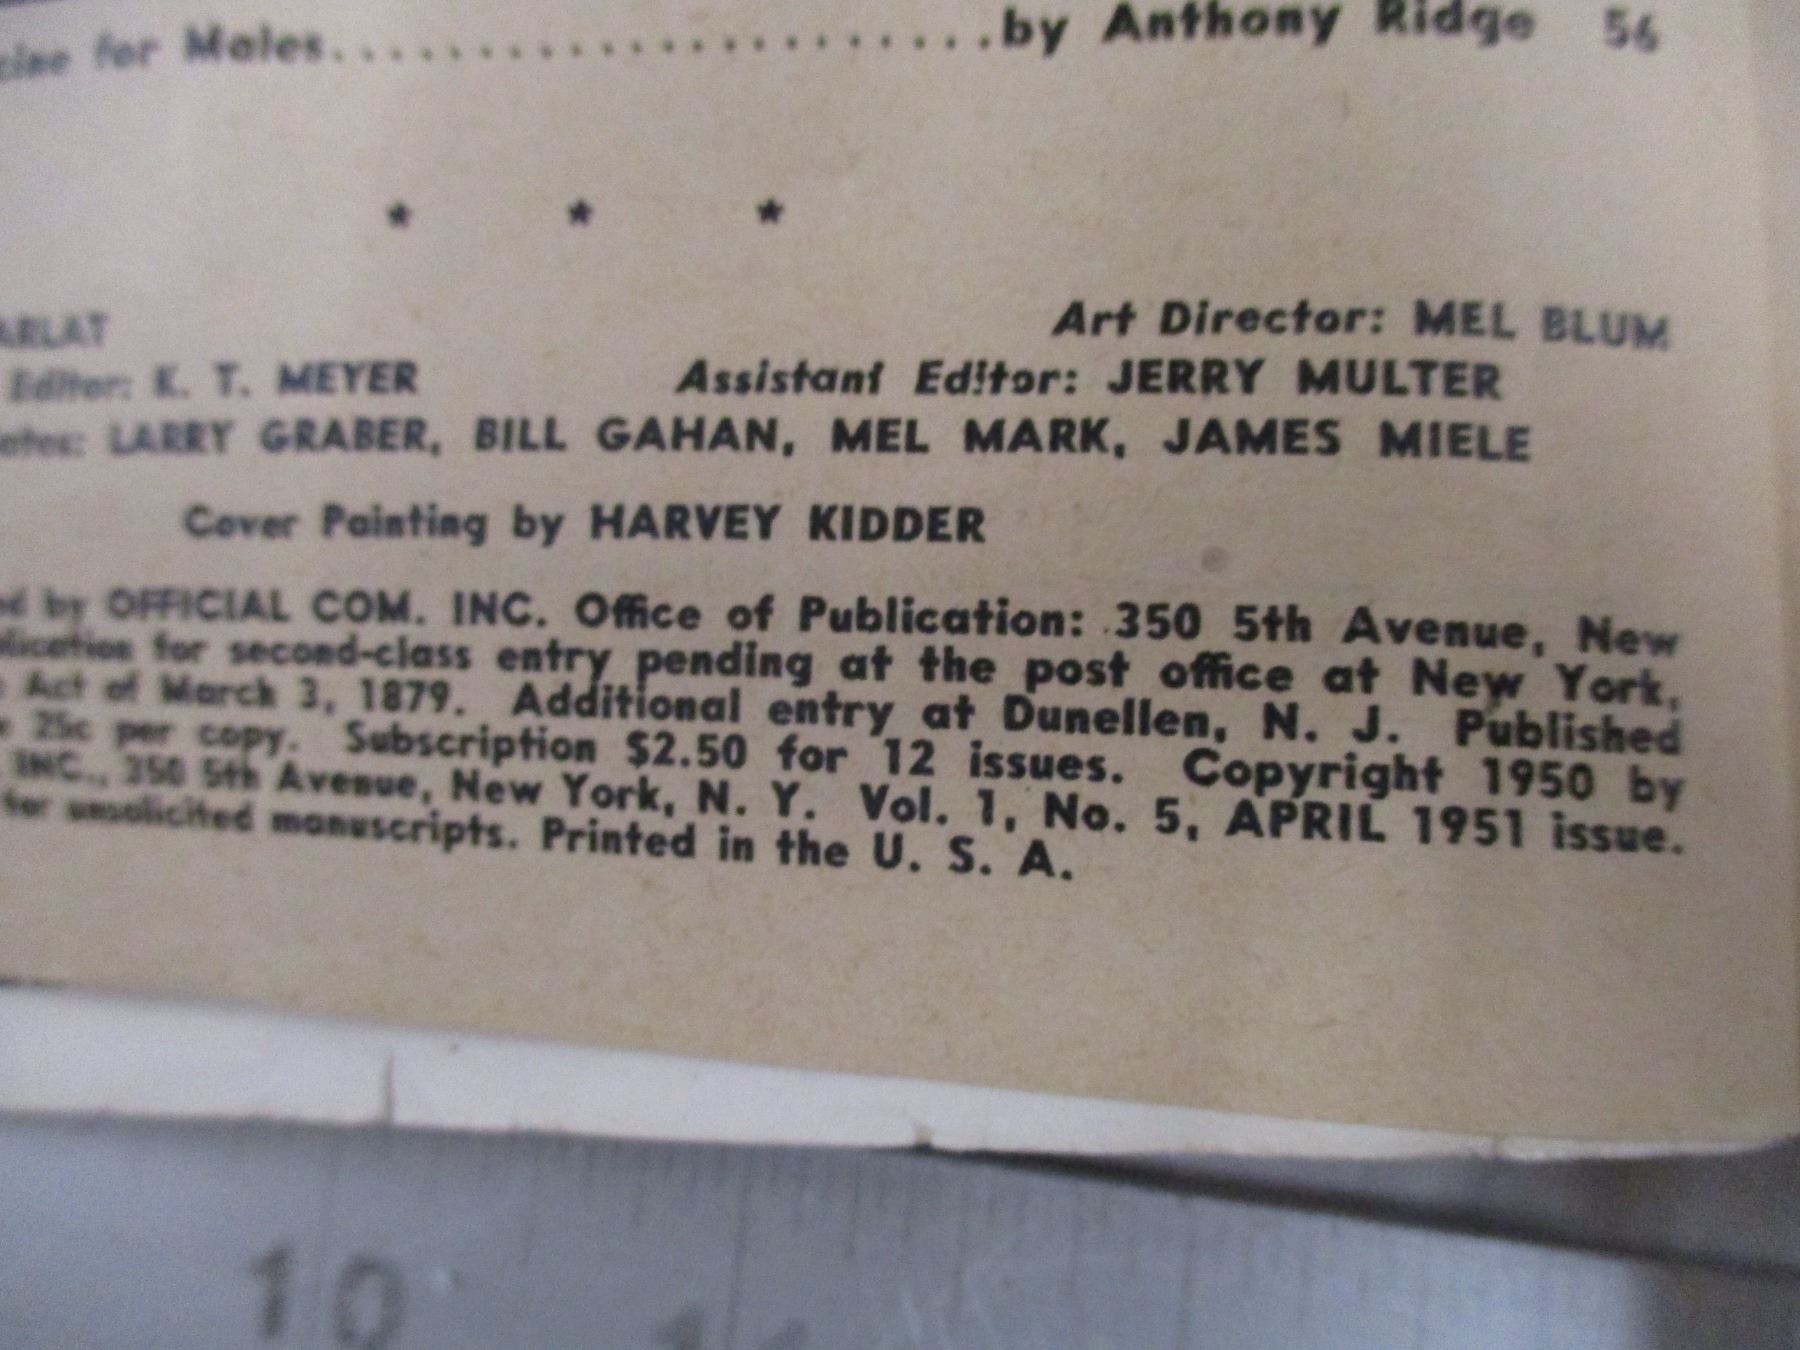 for Males.......................by Anthony Ridge 56
* * *
ARLAT Art Director: MEL BLUM
Editor: K. T. MEYER Assistant Editor: JERRY MULTER
ates: LARRY GRABER, BILL GAHAN, MEL MARK, JAMES MIELE
Cover Painting by HARVEY KIDDER
ed by OFFICIAL COM. INC. Office of Publication: 350 5th Avenue, New
lication for second-class entry pending at the post office at New York,
Act of March 3, 1879. Additional entry at Dunellen, N. J. Published
25c per copy. Subscription $2.50 for 12 issues. Copyright 1950 by
INC., 350 5th Avenue, New York, N. Y. Vol. 1, No. 5, APRIL 1951 issue.
for unsolicited manuscripts. Printed in the U. S. A.
10